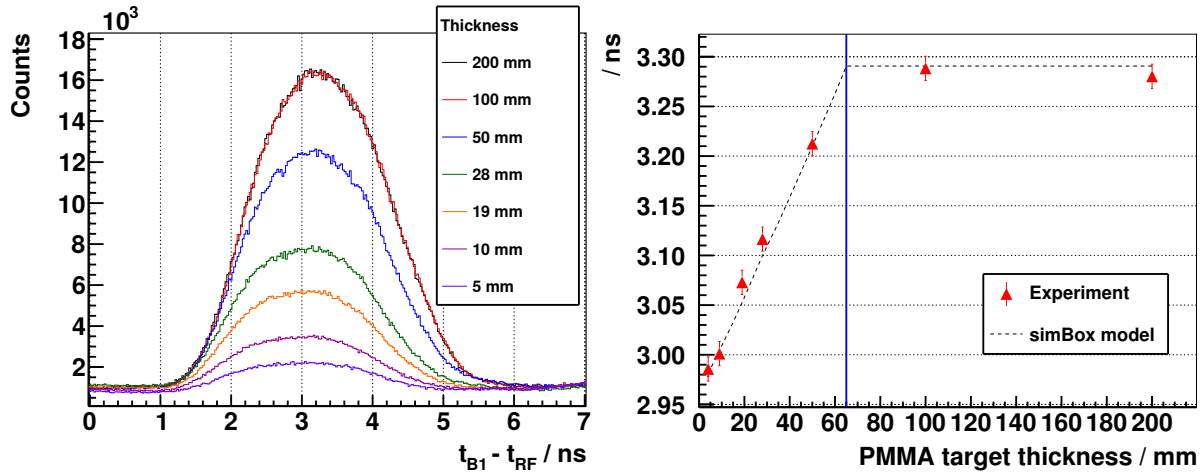 10³
Counts
18
16
14
12
10
8
6
4
2
0 1 2 3 4 5 6 7
t_B1 - t_RF / ns
Thickness
200 mm
100 mm
50 mm
28 mm
19 mm
10 mm
5 mm
/ ns
3.30
3.25
3.20
3.15
3.10
3.05
3.00
2.95
0 20 40 60 80 100 120 140 160 180 200
PMMA target thickness / mm
Experiment
simBox model